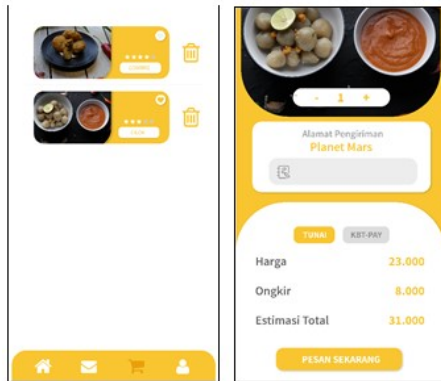 - 1 +
Alamat Pengiriman
Planet Mars
TUNAI KBT-PAY
Harga 23.000
Ongkir 8.000
Estimasi Total 31.000
PESAN SEKARANG